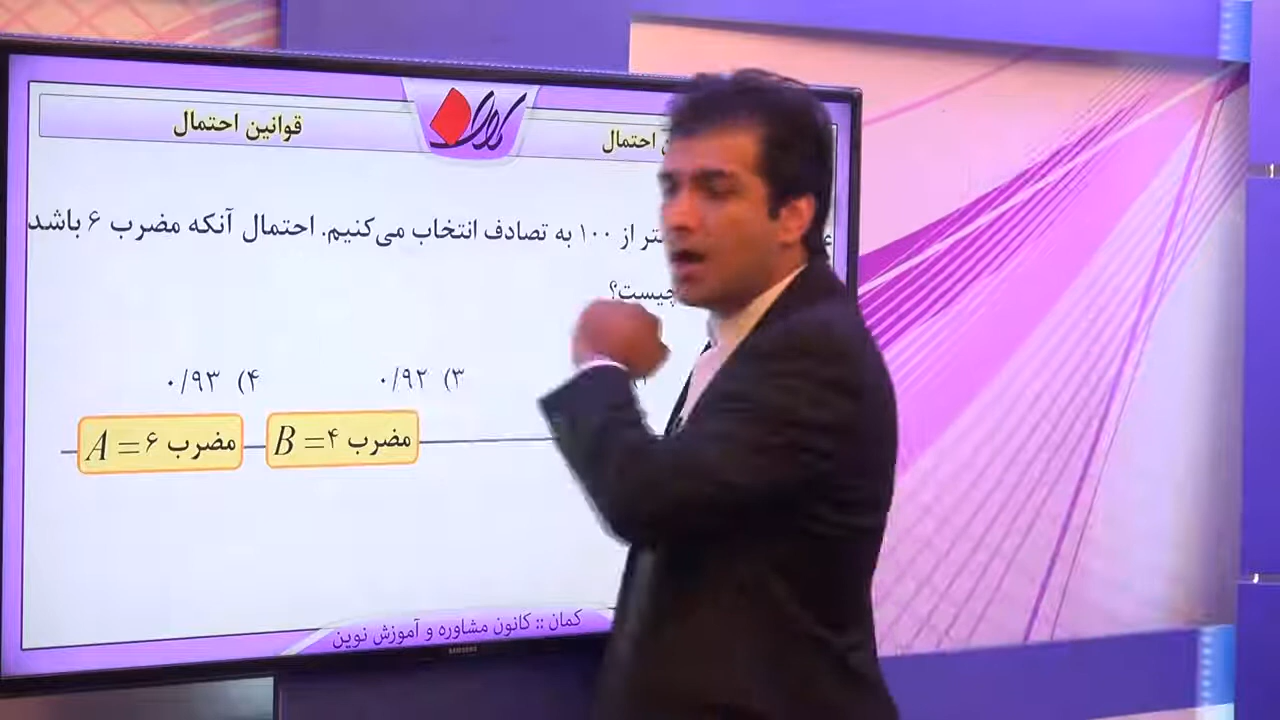 احتمال
قوانین احتمال
از ۱۰۰ به تصادف انتخاب می‌کنیم. احتمال آنکه مضرب ۶ باشد
چیست؟
۳) ۰/۹۲
۴) ۰/۹۳
B = مضرب ۴
A = مضرب ۶
کمان :: کانون مشاوره و آموزش نوین
SAMSUNG